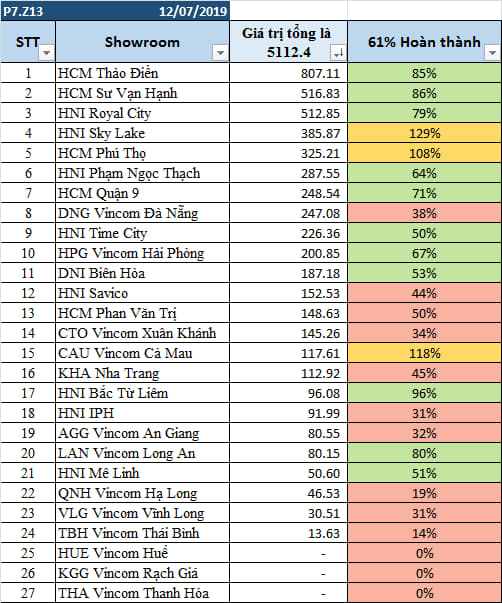 P7.Z13 12/07/2019
STT Showroom Giá trị tổng là 5112.4 61% Hoàn thành
1 HCM Thảo Điền 807.11 85%
2 HCM Sư Vạn Hạnh 516.83 86%
3 HNI Royal City 512.85 79%
4 HNI Sky Lake 385.87 129%
5 HCM Phú Thọ 325.21 108%
6 HNI Phạm Ngọc Thạch 287.55 64%
7 HCM Quận 9 248.54 71%
8 DNG Vincom Đà Nẵng 247.08 38%
9 HNI Time City 226.36 50%
10 HPG Vincom Hải Phòng 200.85 67%
11 DNI Biên Hòa 187.18 53%
12 HNI Savico 152.53 44%
13 HCM Phan Văn Trị 148.63 50%
14 CTO Vincom Xuân Khánh 145.26 34%
15 CAU Vincom Cà Mau 117.61 118%
16 KHA Nha Trang 112.92 45%
17 HNI Bắc Từ Liêm 96.08 96%
18 HNI IPH 91.99 31%
19 AGG Vincom An Giang 80.55 32%
20 LAN Vincom Long An 80.15 80%
21 HNI Mê Linh 50.60 51%
22 QNH Vincom Hạ Long 46.53 19%
23 VLG Vincom Vĩnh Long 30.51 31%
24 TBH Vincom Thái Bình 13.63 14%
25 HUE Vincom Huế - 0%
26 KGG Vincom Rạch Giá - 0%
27 THA Vincom Thanh Hóa - 0%